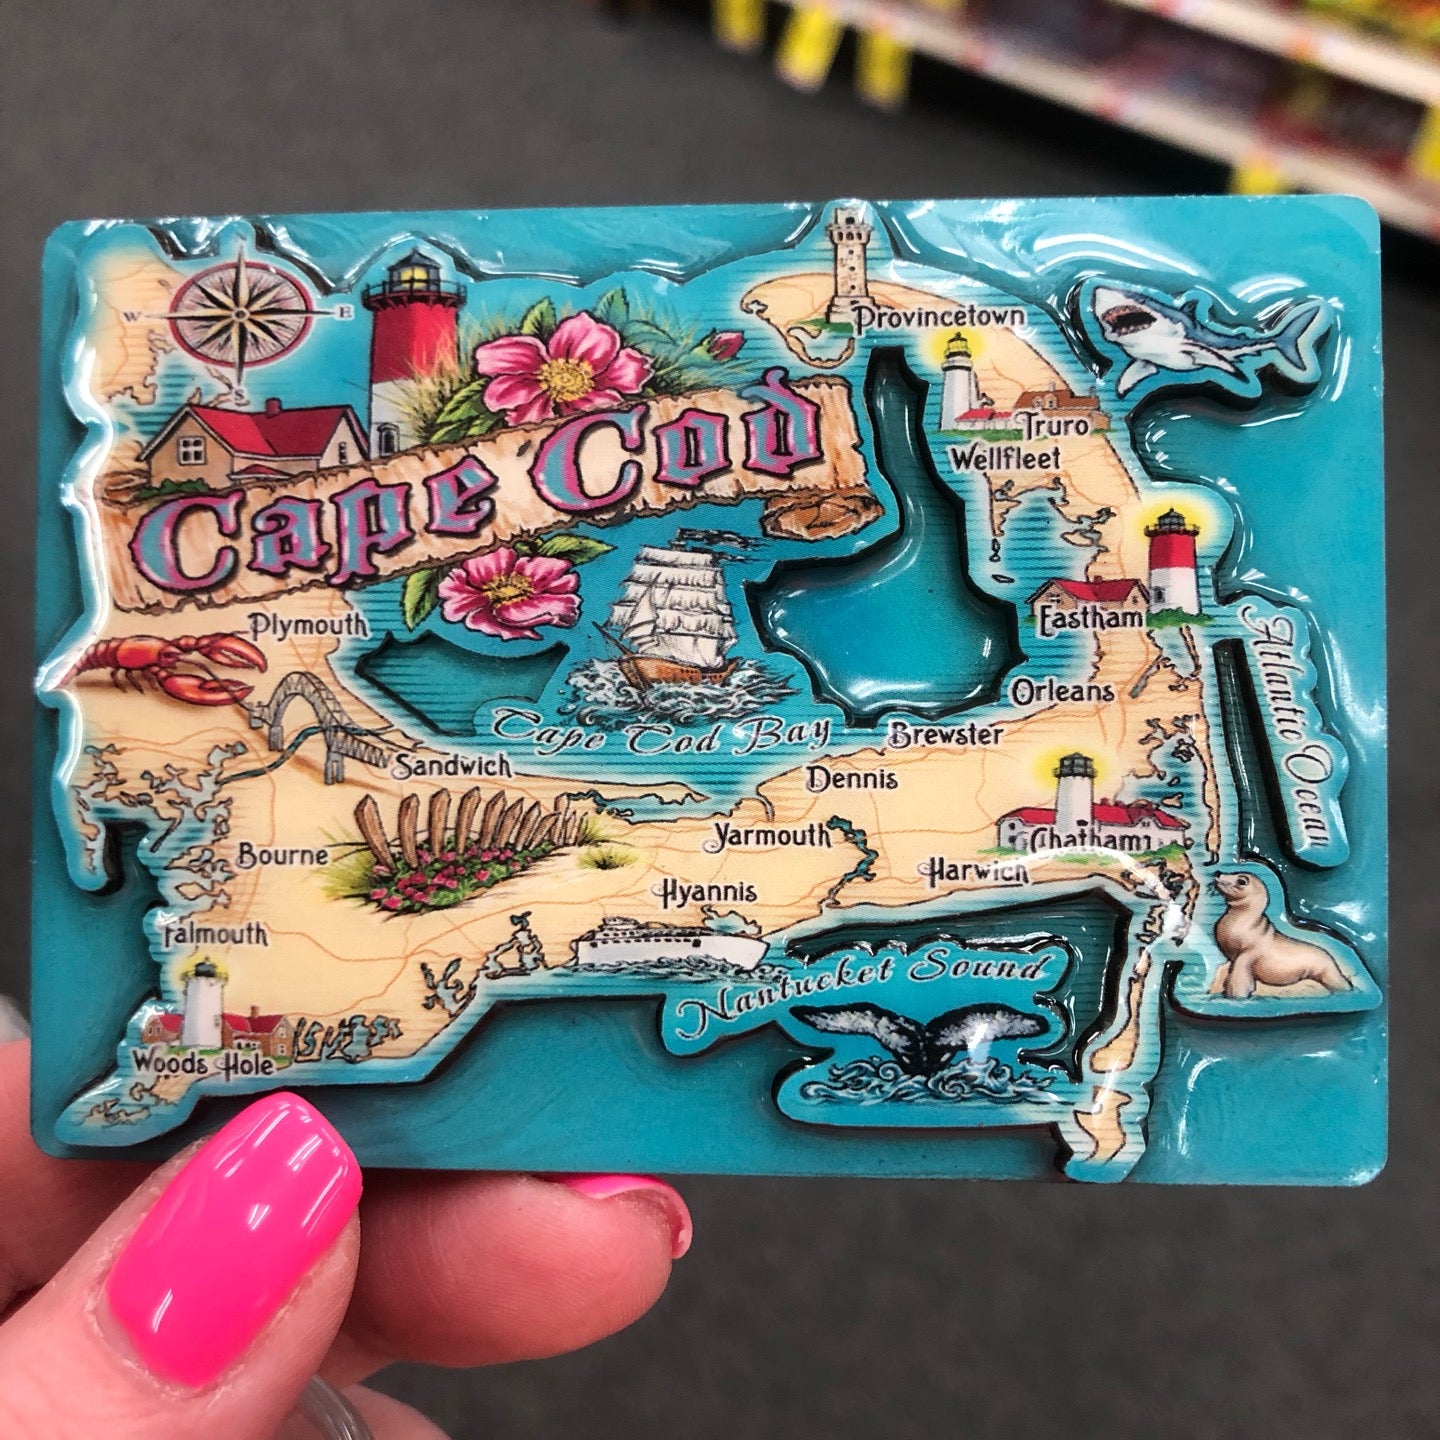 W E
S
Provincetown
Truro
Wellfleet
Cape Cod
Plymouth
Eastham
Atlantic Ocean
Orleans
Cape Cod Bay
Brewster
Sandwich
Dennis
Yarmouth
Chatham
Bourne
Harwich
Hyannis
Falmouth
Nantucket Sound
Woods Hole